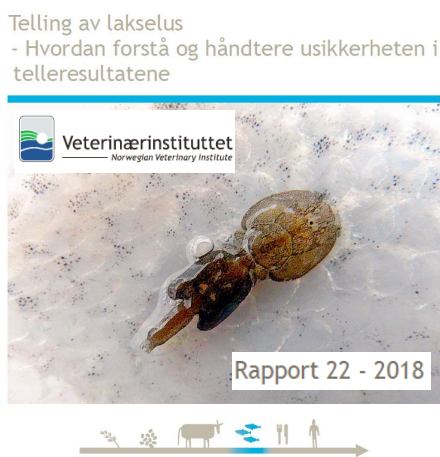 Telling av lakselus
- Hvordan forstå og håndtere usikkerheten i
telleresultatene
Veterinærinstituttet
Norwegian Veterinary Institute
Rapport 22 - 2018